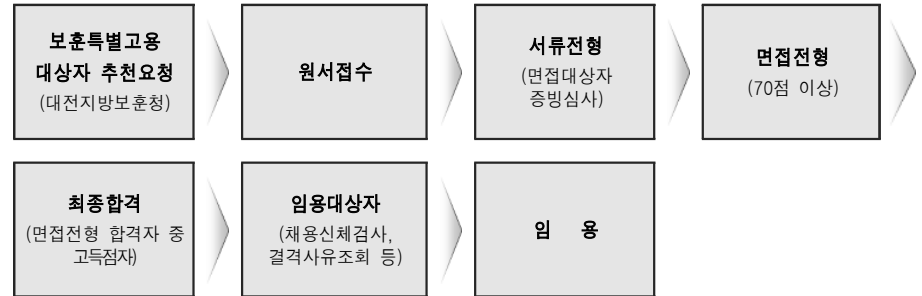 보훈특별고용
대상자 추천요청
(대전지방보훈청)
원서접수
서류전형
(면접대상자
증빙심사)
면접전형
(70점 이상)
최종합격
(면접전형 합격자 중
고득점자)
임용대상자
(채용신체검사,
결격사유조회 등)
임 용